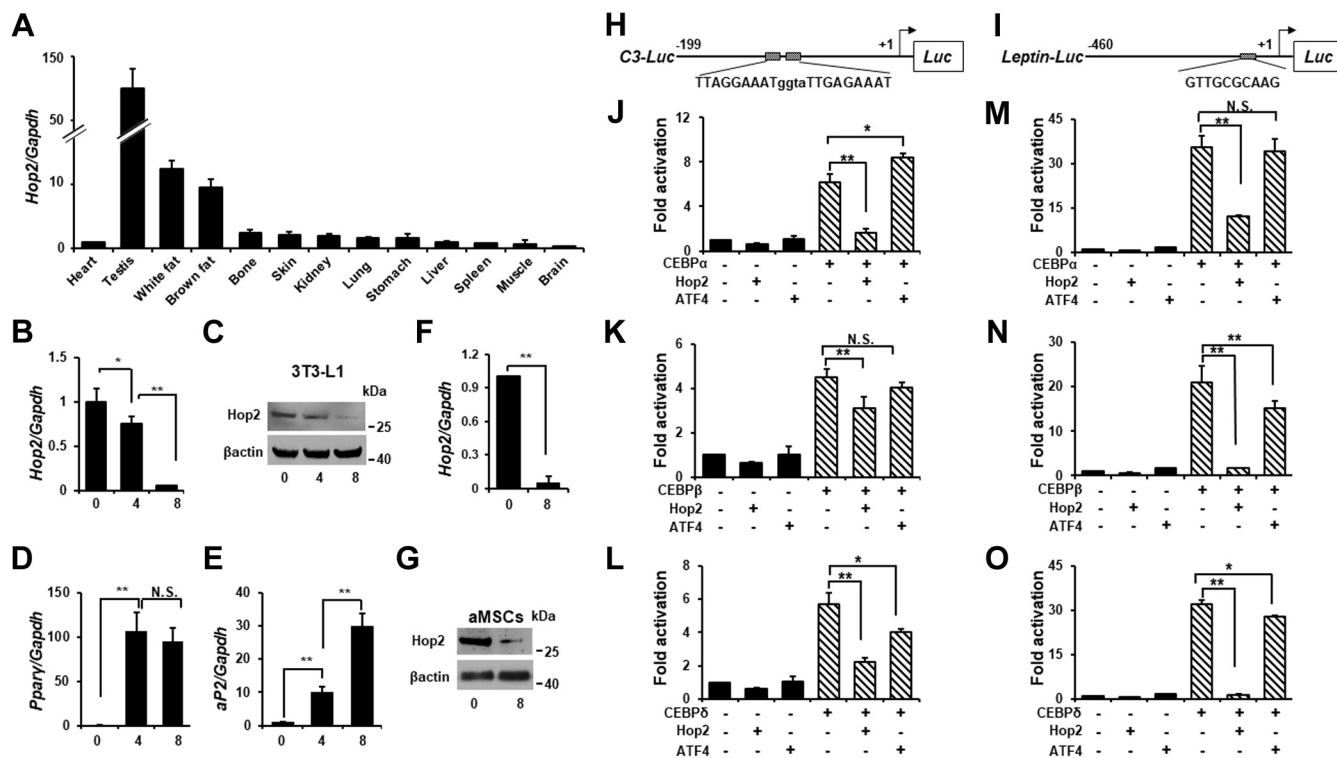 A
Hop2/Gapdh
150
50
10
0
Heart
Testis
White fat
Brown fat
Bone
Skin
Kidney
Lung
Stomach
Liver
Spleen
Muscle
Brain
B
Hop2/Gapdh
1.5
1
0.5
0
*
**
0 4 8
C
3T3-L1
kDa
Hop2
-25
βactin
-40
0 4 8
F
Hop2/Gapdh
1.2
0.9
0.6
0.3
0
**
0 8
D
Pparγ/Gapdh
150
125
100
75
50
25
0
**
N.S.
0 4 8
E
aP2/Gapdh
40
30
20
10
0
**
**
0 4 8
G
aMSCs
kDa
Hop2
-25
βactin
-40
0 8
H
C3-Luc
-199
+1
Luc
TTAGGAAATggtaTTGAGAAAT
I
Leptin-Luc
-460
+1
Luc
GTTGCGCAAG
J
Fold activation
12
8
4
0
*
**
CEBPα - - - + + +
Hop2 - + - - + -
ATF4 - - + - - +
M
Fold activation
45
30
15
0
N.S.
**
CEBPα - - - + + +
Hop2 - + - - + -
ATF4 - - + - - +
K
Fold activation
6
4
2
0
N.S.
**
CEBPβ - - - + + +
Hop2 - + - - + -
ATF4 - - + - - +
N
Fold activation
30
20
10
0
**
**
CEBPβ - - - + + +
Hop2 - + - - + -
ATF4 - - + - - +
L
Fold activation
8
6
4
2
0
*
**
CEBPδ - - - + + +
Hop2 - + - - + -
ATF4 - - + - - +
O
Fold activation
45
30
15
0
*
**
CEBPδ - - - + + +
Hop2 - + - - + -
ATF4 - - + - - +